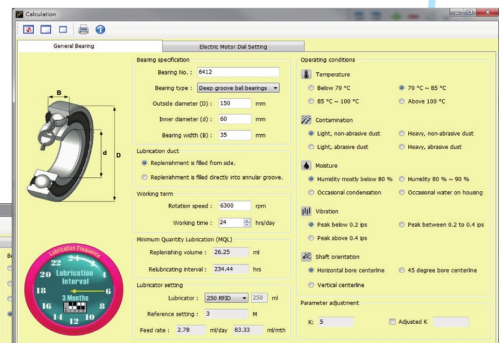 Calculation
General Bearing
Electric Motor Dial Setting
B
d
D
Lubrication Frequency
22 24 2
20 Lubrication 4
Interval
18 6
3 Months
16 8
14 12 10
Bearing specification
Bearing No. : 6412
Bearing type : Deep groove ball bearings
Outside diameter (D) : 150 mm
Inner diameter (d) : 60 mm
Bearing width (B) : 35 mm
Lubrication duct
Replenishment is filled from side.
Replenishment is filled directly into annular groove.
Working term
Rotation speed : 6300 rpm
Working time : 24 hrs/day
Minimum Quantity Lubrication (MQL)
Replenishing volume : 26.25 ml
Relubricating interval : 234.44 hrs
Lubricator setting
Lubricator : 250 RFID 250 ml
Reference setting : 3 M
Feed rate : 2.78 ml/day 83.33 ml/mth
Operating conditions
Temperature
Below 70 °C 70 °C ~ 85 °C
85 °C ~ 100 °C Above 100 °C
Contamination
Light, non-abrasive dust Heavy, non-abrasive dust
Light, abrasive dust Heavy, abrasive dust
Moisture
Humidity mostly below 80 % Humidity 80 % ~ 90 %
Occasional condensation Occasional water on housing
Vibration
Peak below 0.2 ips Peak between 0.2 to 0.4 ips
Peak above 0.4 ips
Shaft orientation
Horizontal bore centerline 45 degree bore centerline
Vertical centerline
Parameter adjustment
K: 5 Adjusted K